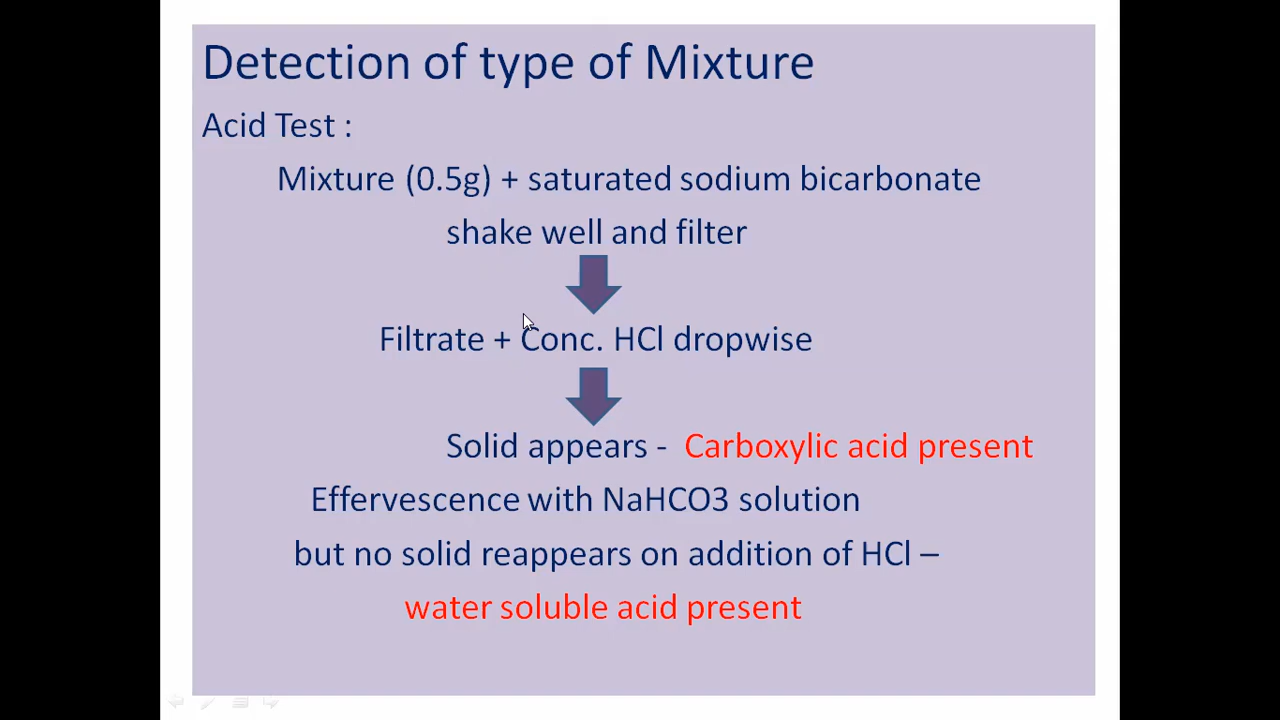 Detection of type of Mixture
Acid Test :
Mixture (0.5g) + saturated sodium bicarbonate
shake well and filter
Filtrate + Conc. HCl dropwise
Solid appears - Carboxylic acid present
Effervescence with NaHCO3 solution
but no solid reappears on addition of HCl –
water soluble acid present